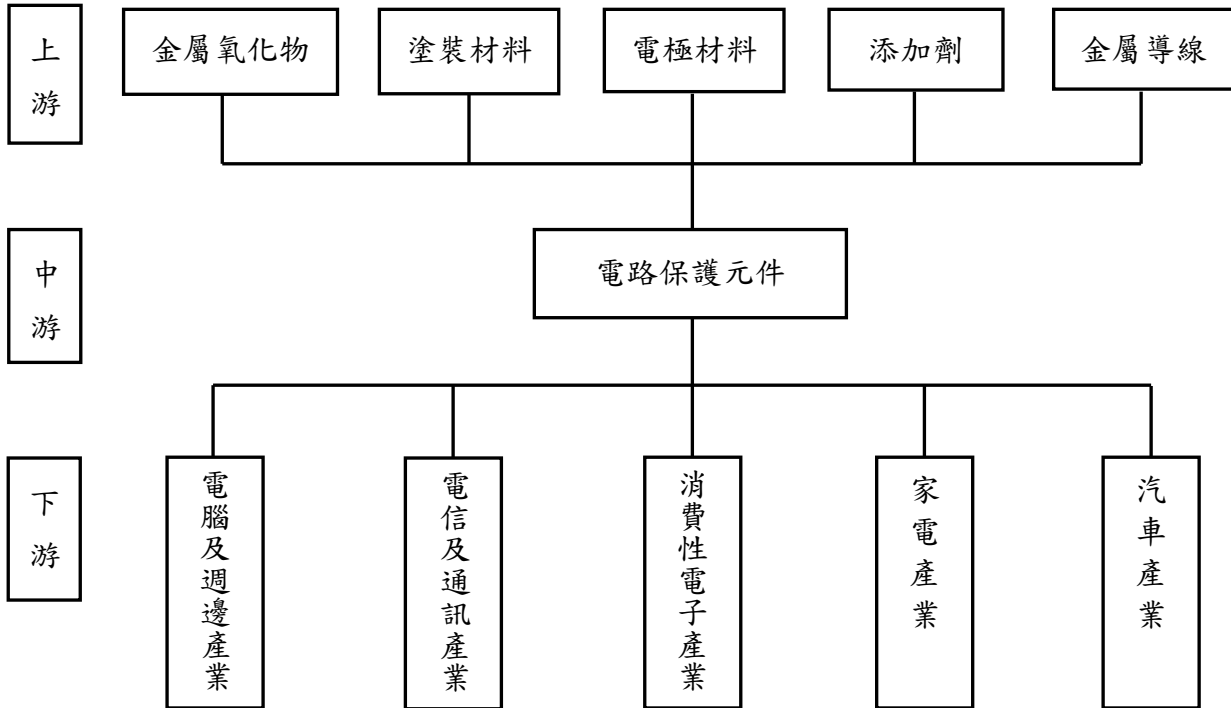 上游
金屬氧化物
塗裝材料
電極材料
添加劑
金屬導線
中游
電路保護元件
下游
電腦及週邊產業
電信及通訊產業
消費性電子產業
家電產業
汽車產業